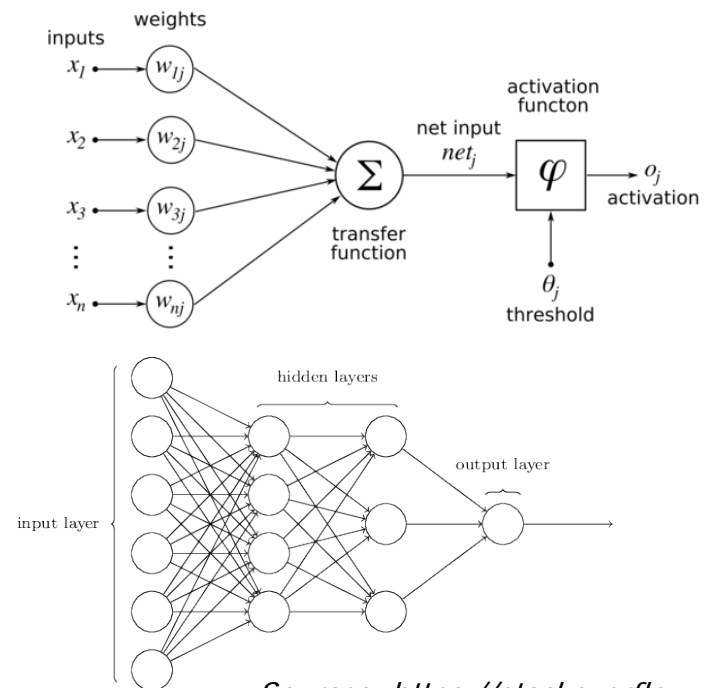 weights
inputs
x1
w1j
x2
w2j
x3
w3j
⋮ ⋮
xn
wnj
Σ
transfer
function
net input
netj
activation
functon
φ
oj
activation
θj
threshold
hidden layers
output layer
input layer